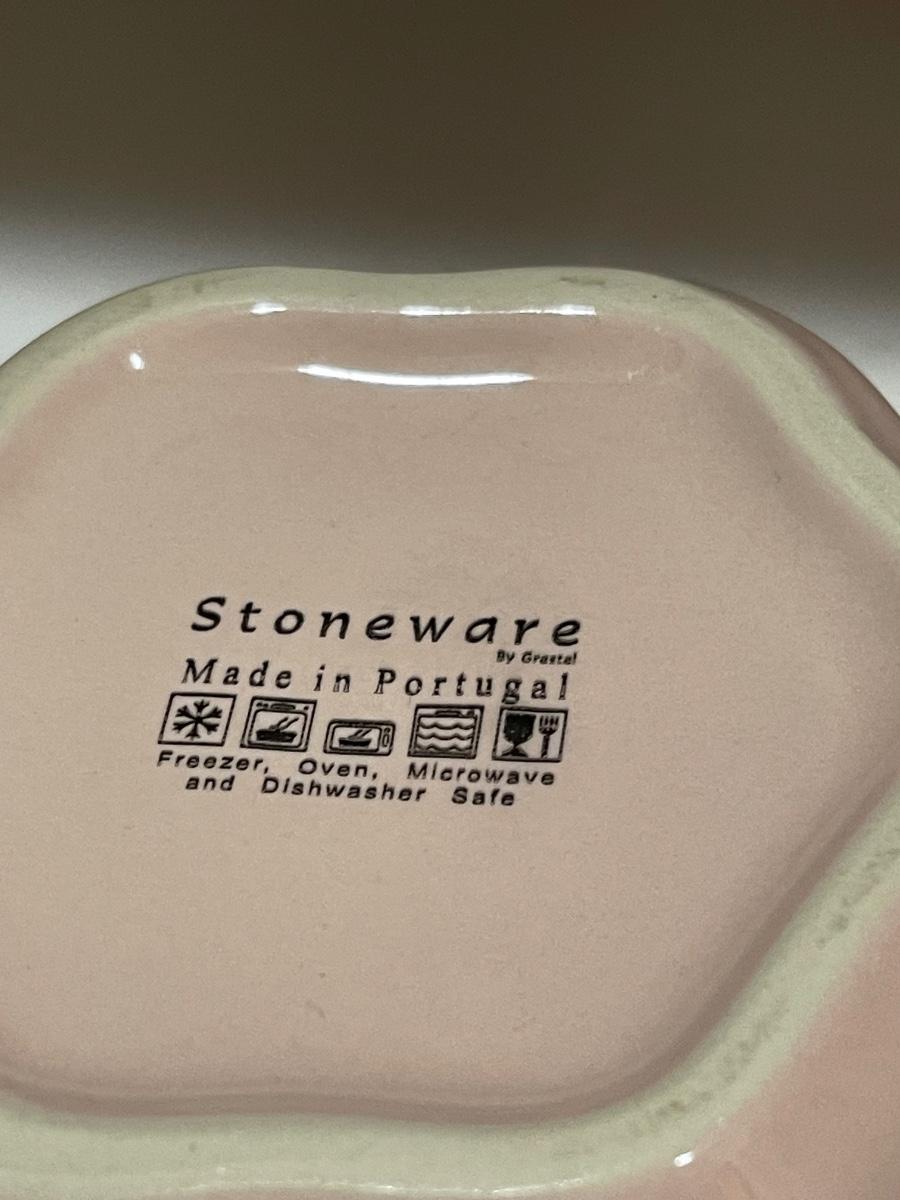 Stoneware
By Grestel
Made in Portugal
Freezer, Oven, Microwave
and Dishwasher Safe